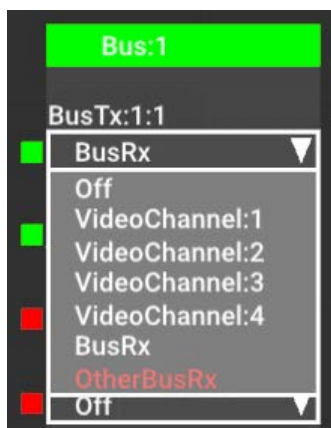 Bus:1
BusTx:1:1
BusRx
Off
VideoChannel:1
VideoChannel:2
VideoChannel:3
VideoChannel:4
BusRx
OtherBusRx
Off